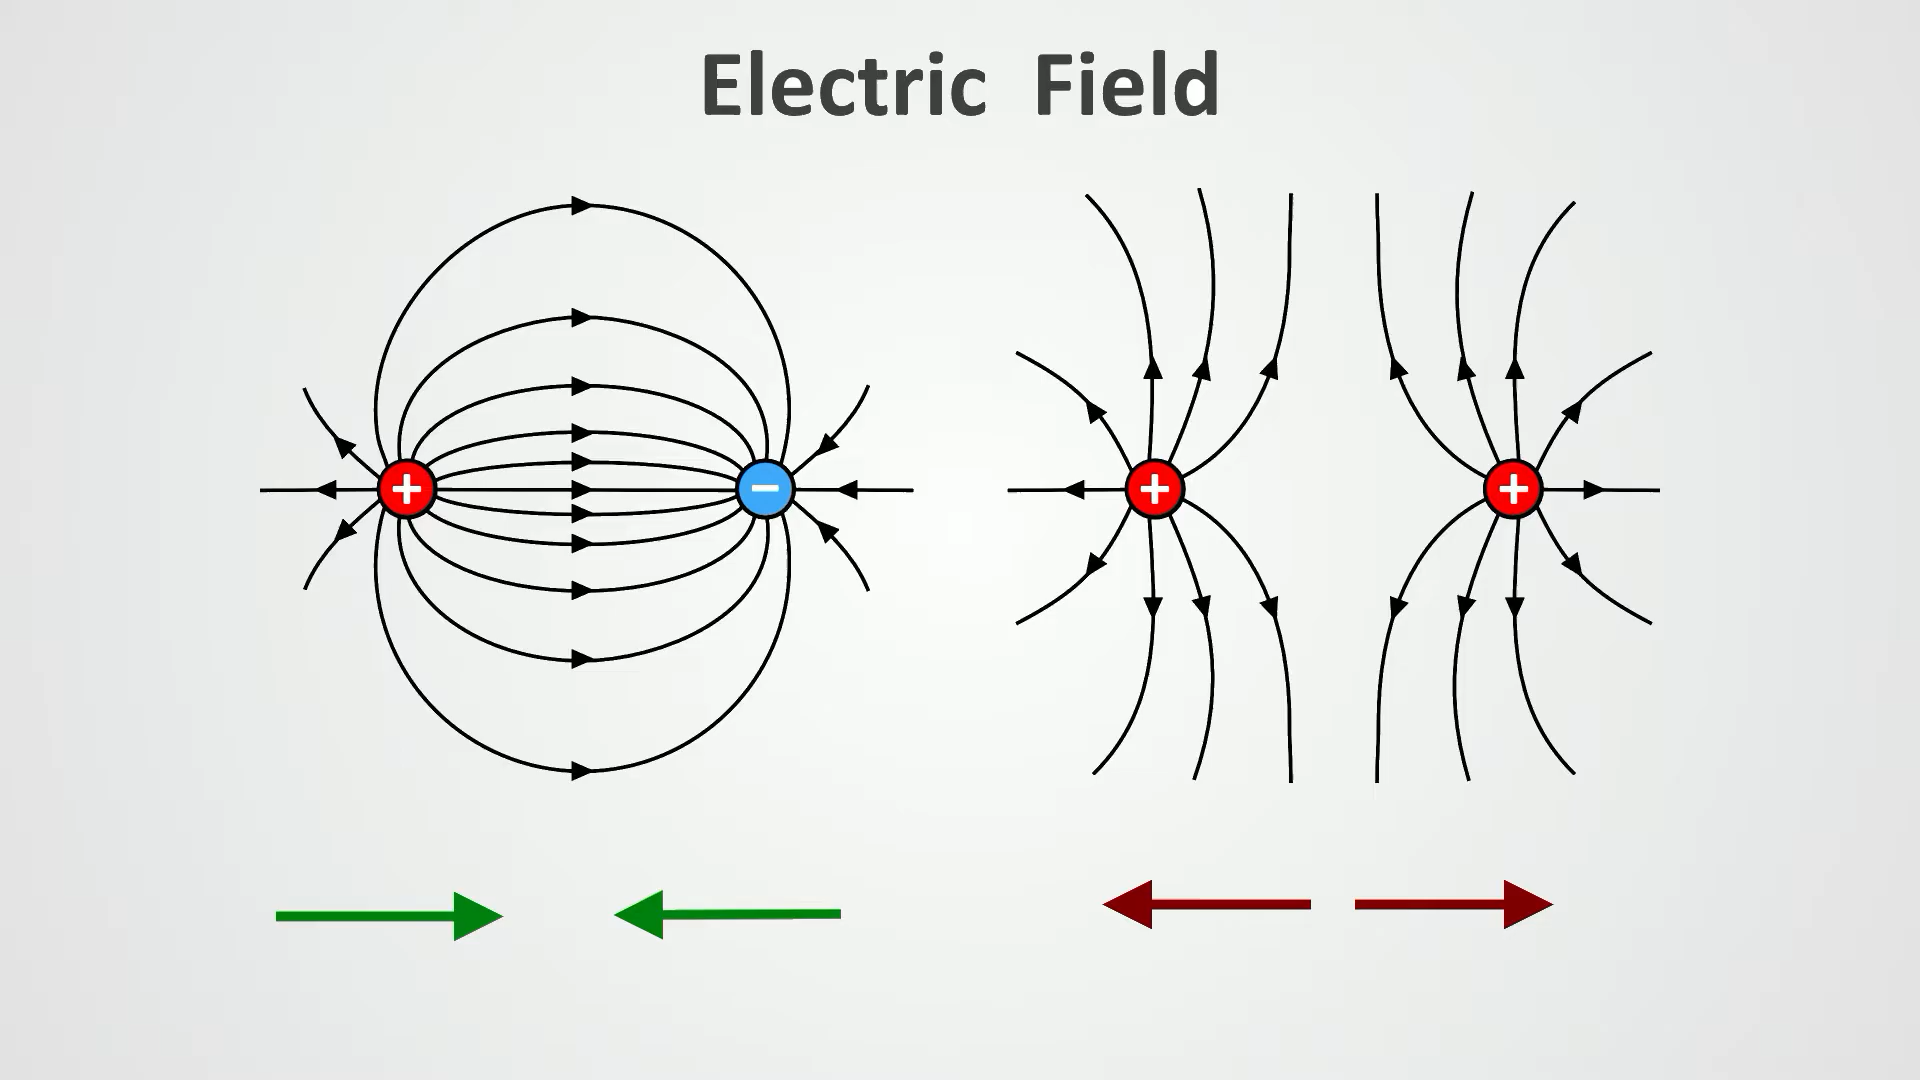 Electric Field
+ − + +